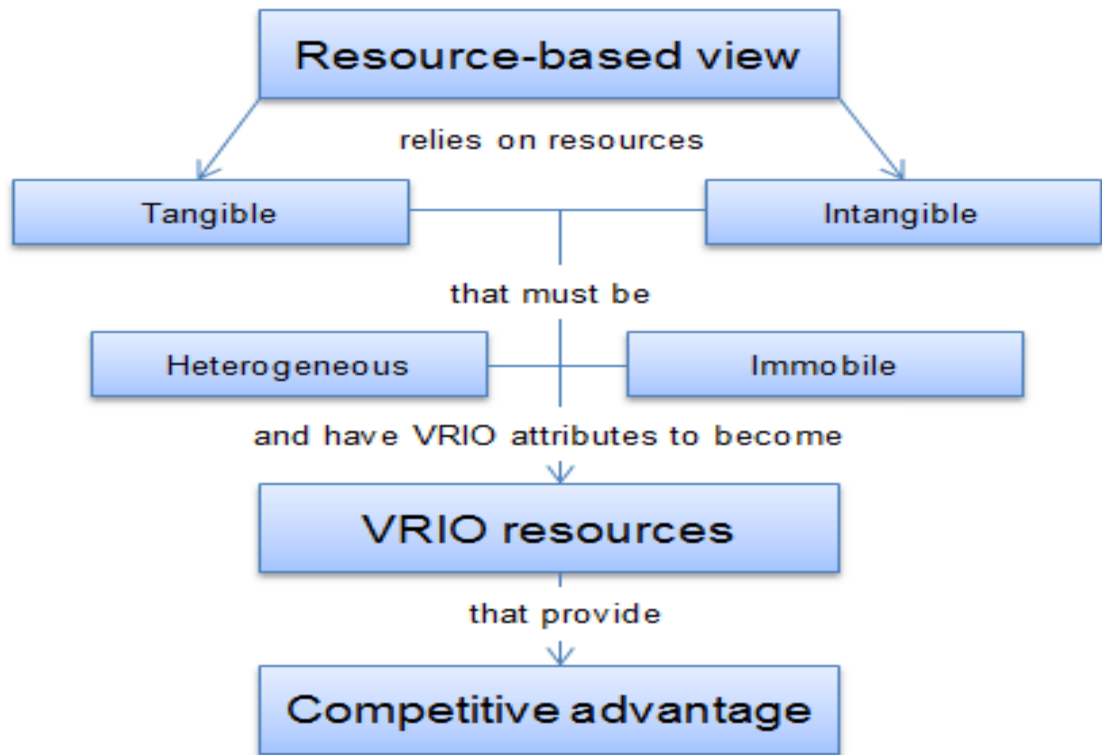 Resource-based view
relies on resources
Tangible
Intangible
that must be
Heterogeneous
Immobile
and have VRIO attributes to become
VRIO resources
that provide
Competitive advantage